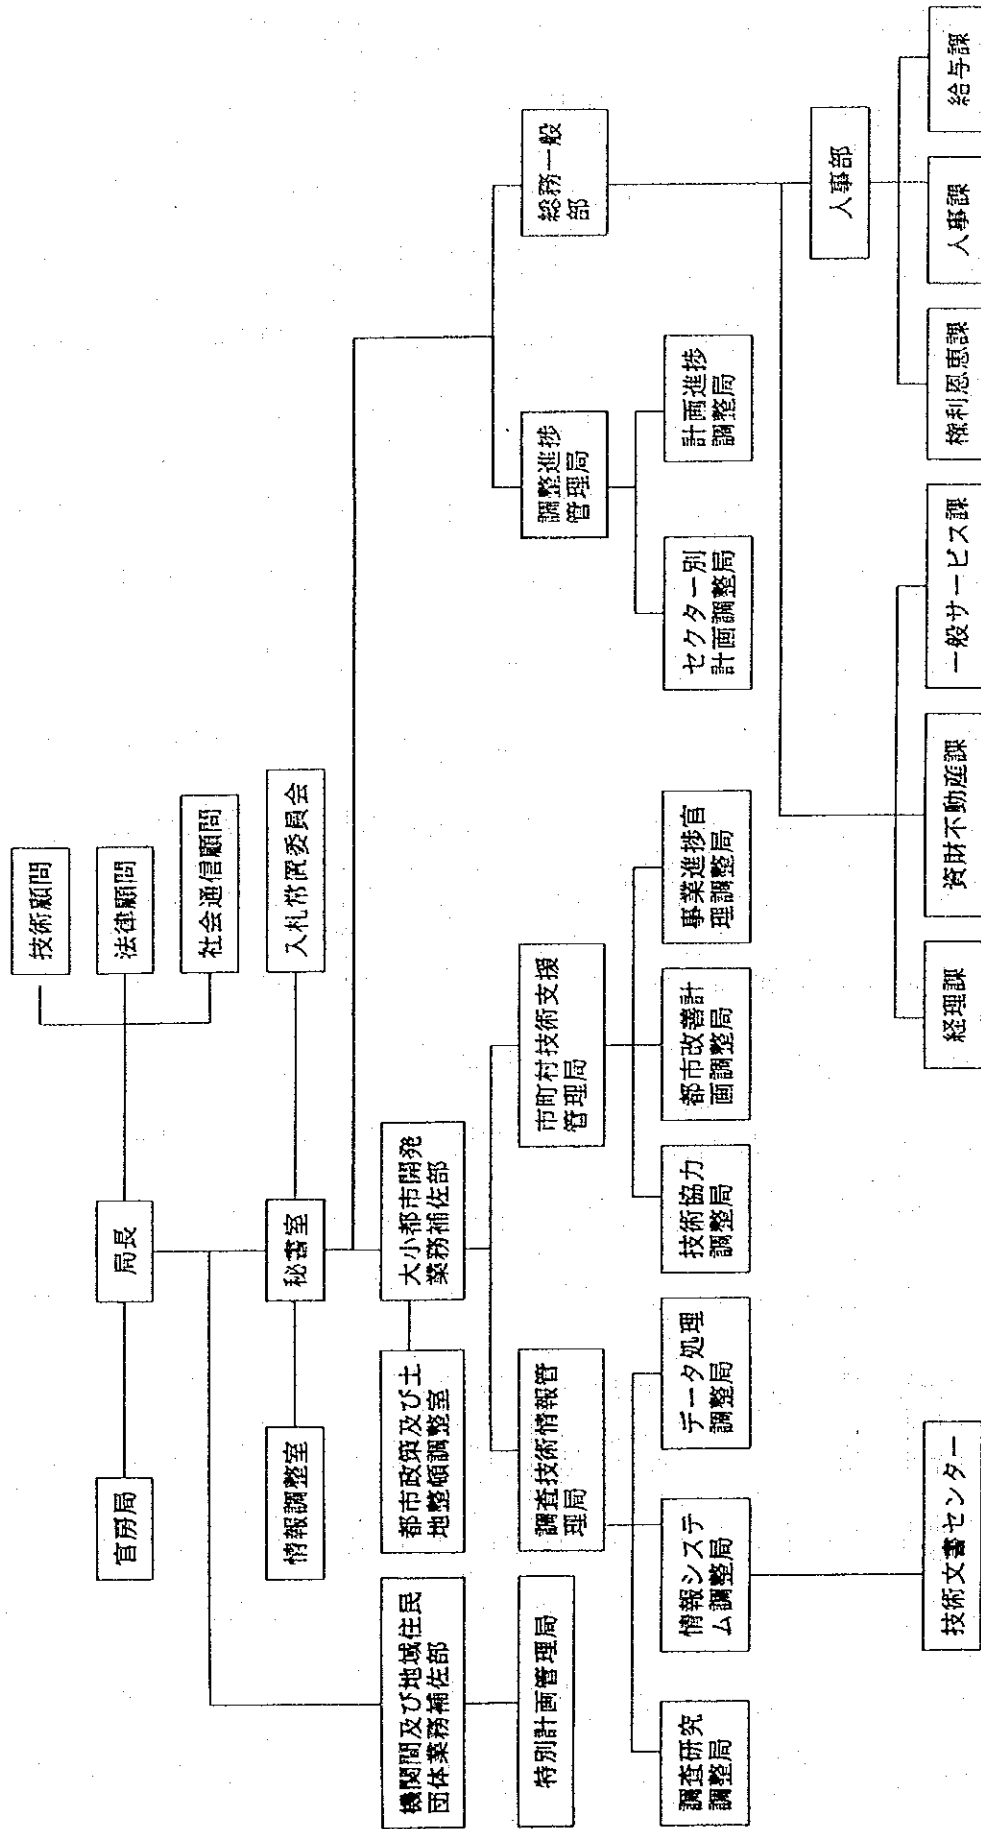 技術顧問
法律顧問
社会通信顧問
官房局
局長
情報調整室
秘書室
入札常置委員会
機関間及び地域住民
団体業務補佐部
都市政策及び土
地整頓調整室
大小都市開発
業務補佐部
特別計画管理局
調査技術情報管
理局
市町村技術支援
管理局
調整進捗
管理局
総務一般
部
調査研究
調整局
情報システ
ム調整局
データ処理
調整局
技術協力
調整局
都市改善計
画調整局
事業進捗官
理調整局
セクター別
計画調整局
計画進捗
調整局
人事部
技術文書センター
経理課
資財不動産課
一般サービス課
権利恩恵課
人事課
給与課